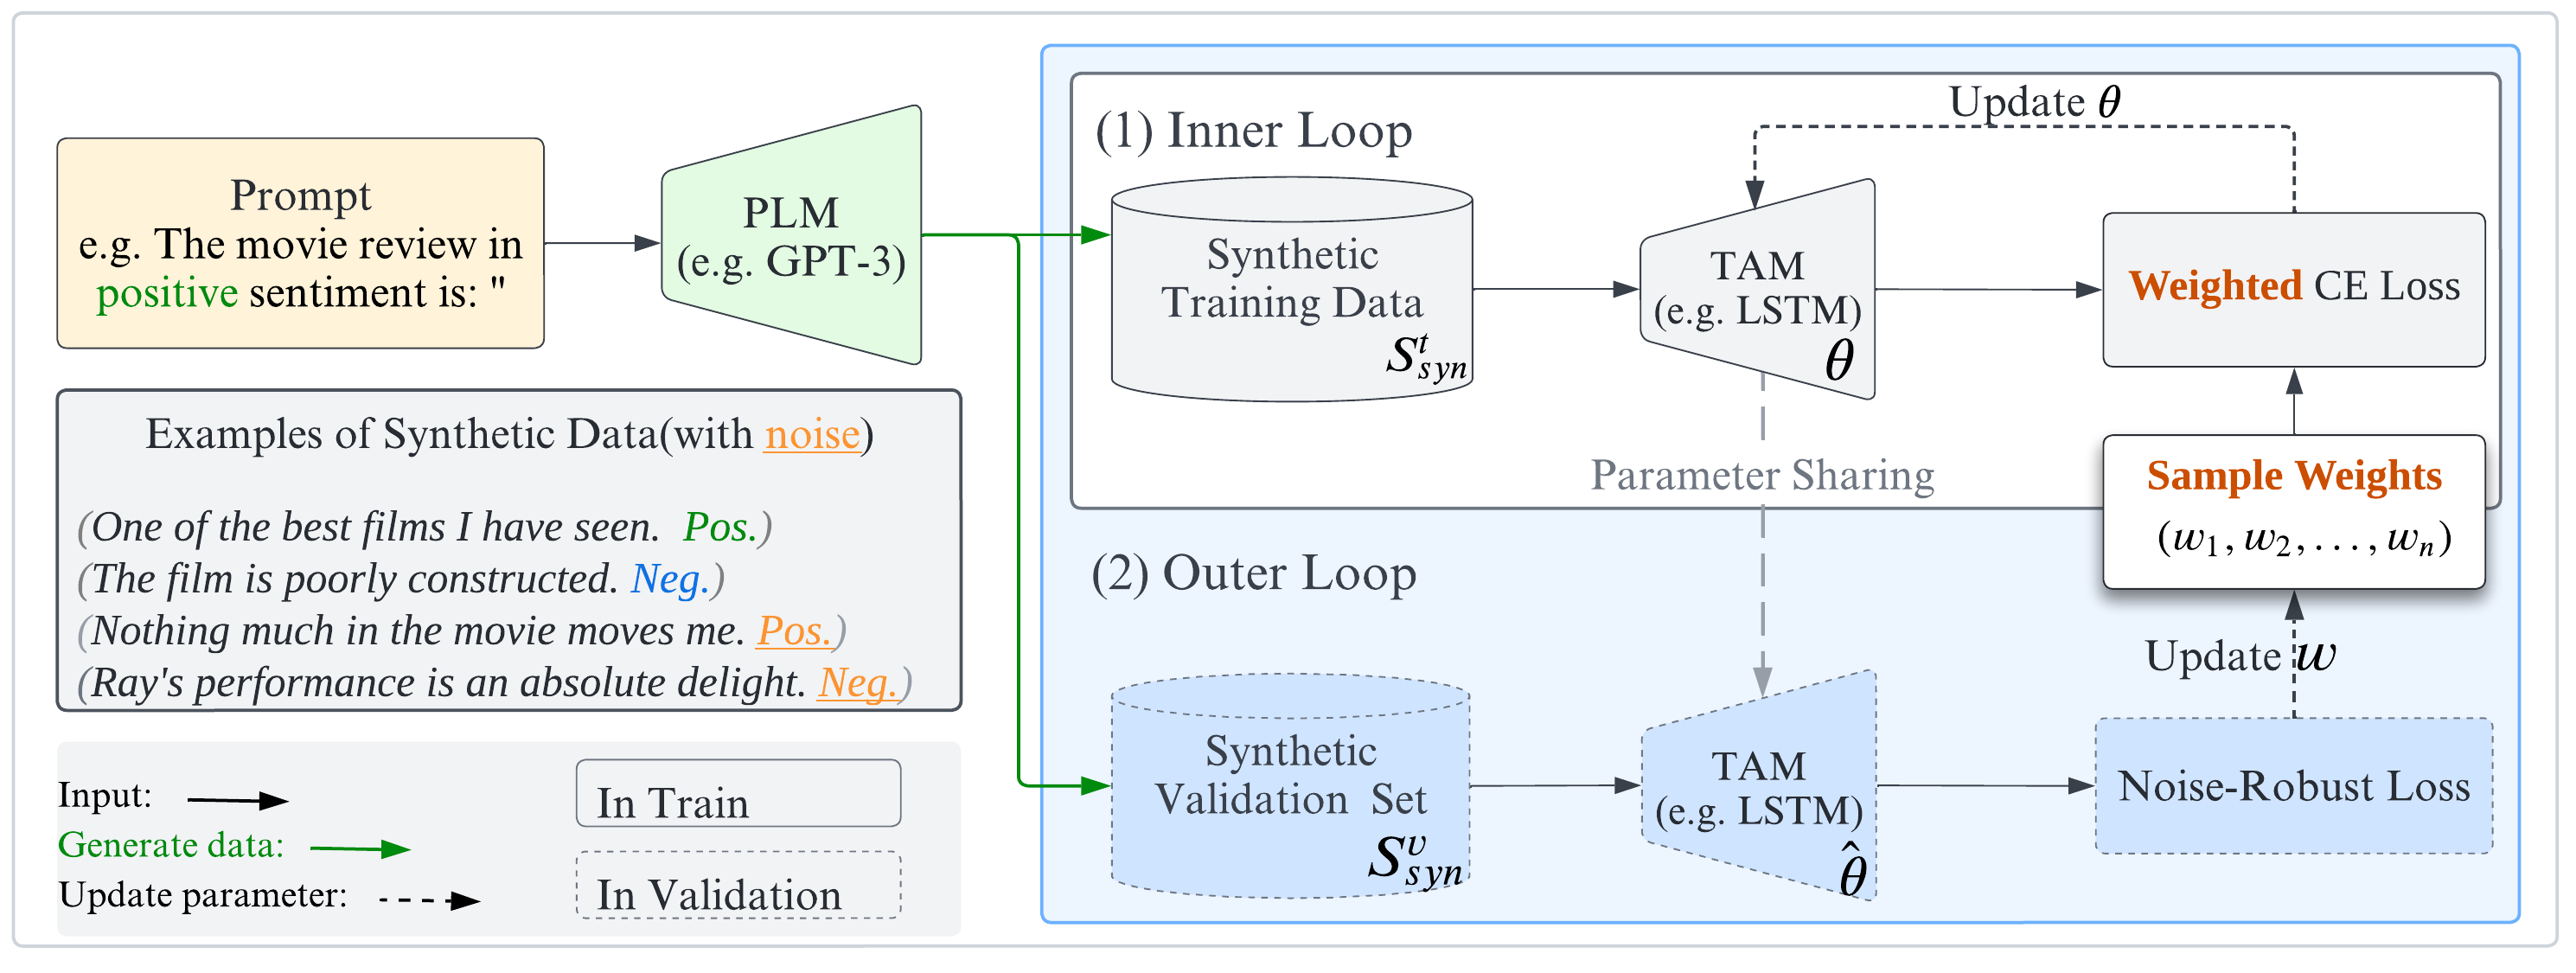 Prompt
e.g. The movie review in
positive sentiment is: "
PLM
(e.g. GPT-3)
Examples of Synthetic Data(with noise)
(One of the best films I have seen. Pos.)
(The film is poorly constructed. Neg.)
(Nothing much in the movie moves me. Pos.)
(Ray's performance is an absolute delight. Neg.)
Input:
Generate data:
Update parameter:
In Train
In Validation
(1) Inner Loop
Update θ
Synthetic
Training Data
S^t_syn
TAM
(e.g. LSTM)
θ
Weighted CE Loss
Parameter Sharing
Sample Weights
(w₁, w₂, . . . , wₙ)
(2) Outer Loop
Update w
Synthetic
Validation Set
S^v_syn
TAM
(e.g. LSTM)
θ̂
Noise-Robust Loss